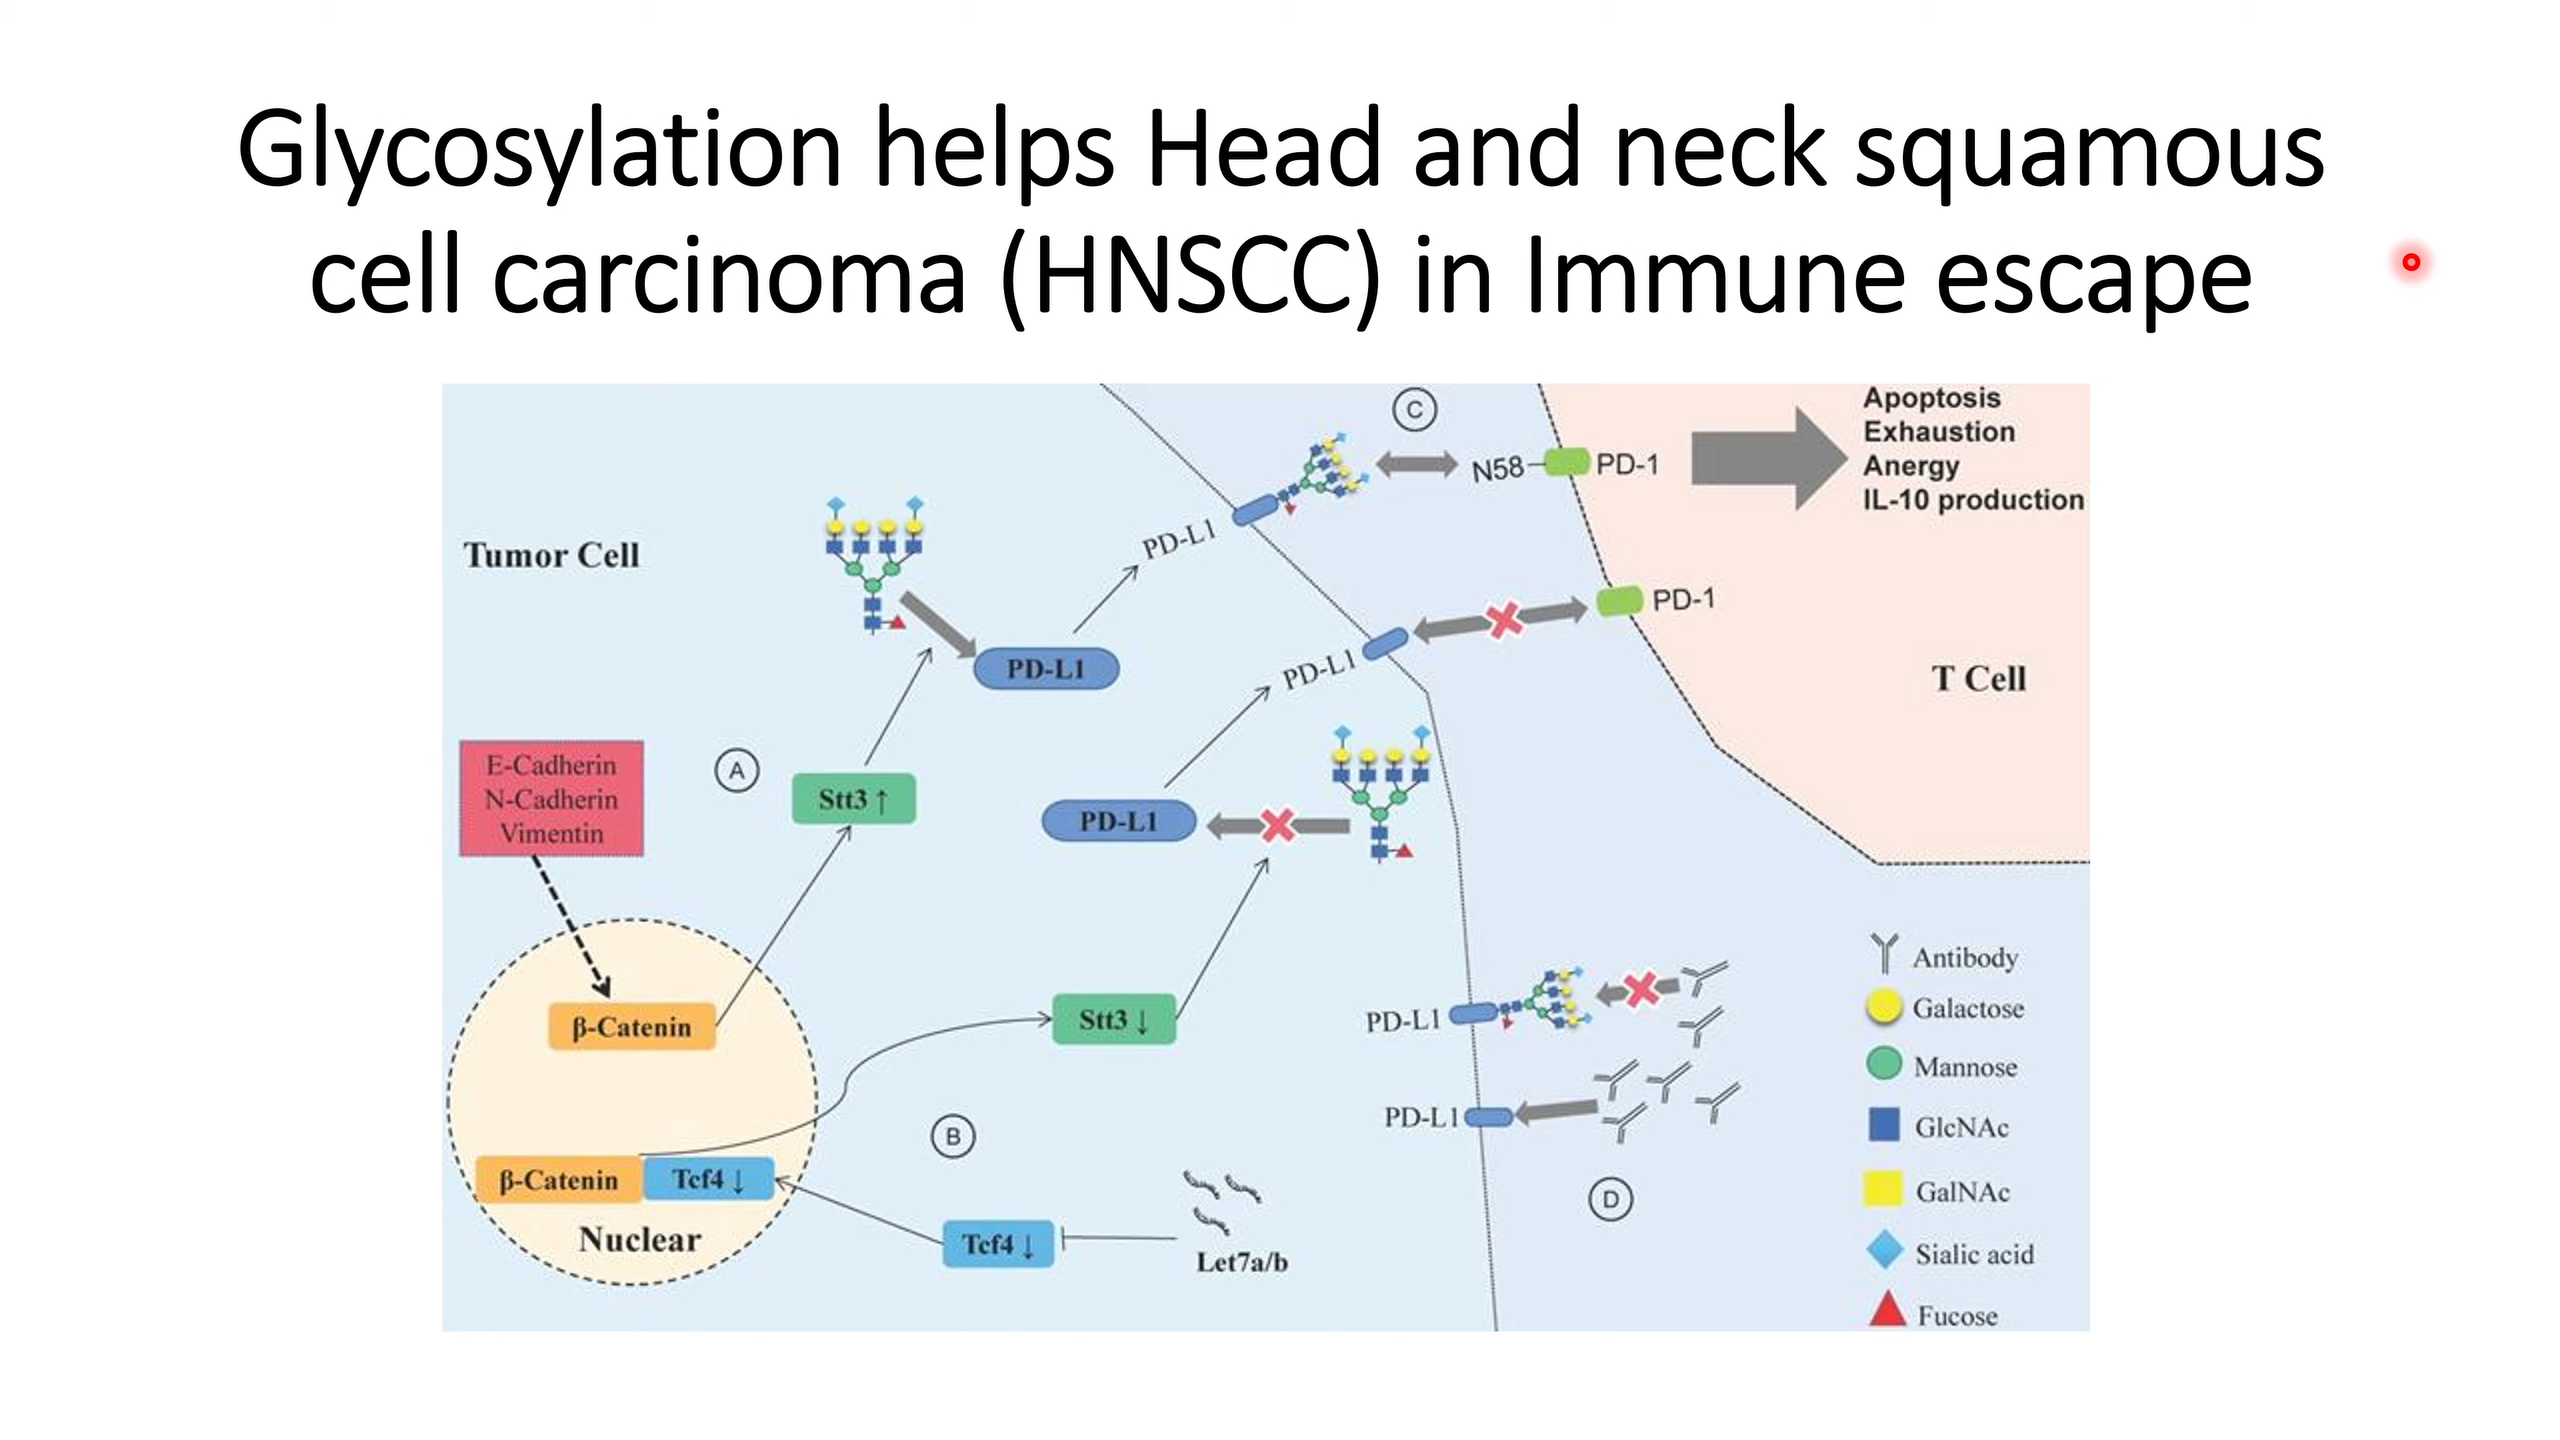 Glycosylation helps Head and neck squamous
cell carcinoma (HNSCC) in Immune escape
C
Apoptosis
Exhaustion
Anergy
IL-10 production
N58
PD-1
PD-L1
Tumor Cell
PD-L1
PD-1
PD-L1
T Cell
E-Cadherin
N-Cadherin
Vimentin
A
Stt3 ↑
PD-L1
β-Catenin
Stt3 ↓
PD-L1
PD-L1
B
β-Catenin
Tcf4 ↓
Nuclear
Tcf4 ↓
Let7a/b
D
Antibody
Galactose
Mannose
GlcNAc
GalNAc
Sialic acid
Fucose